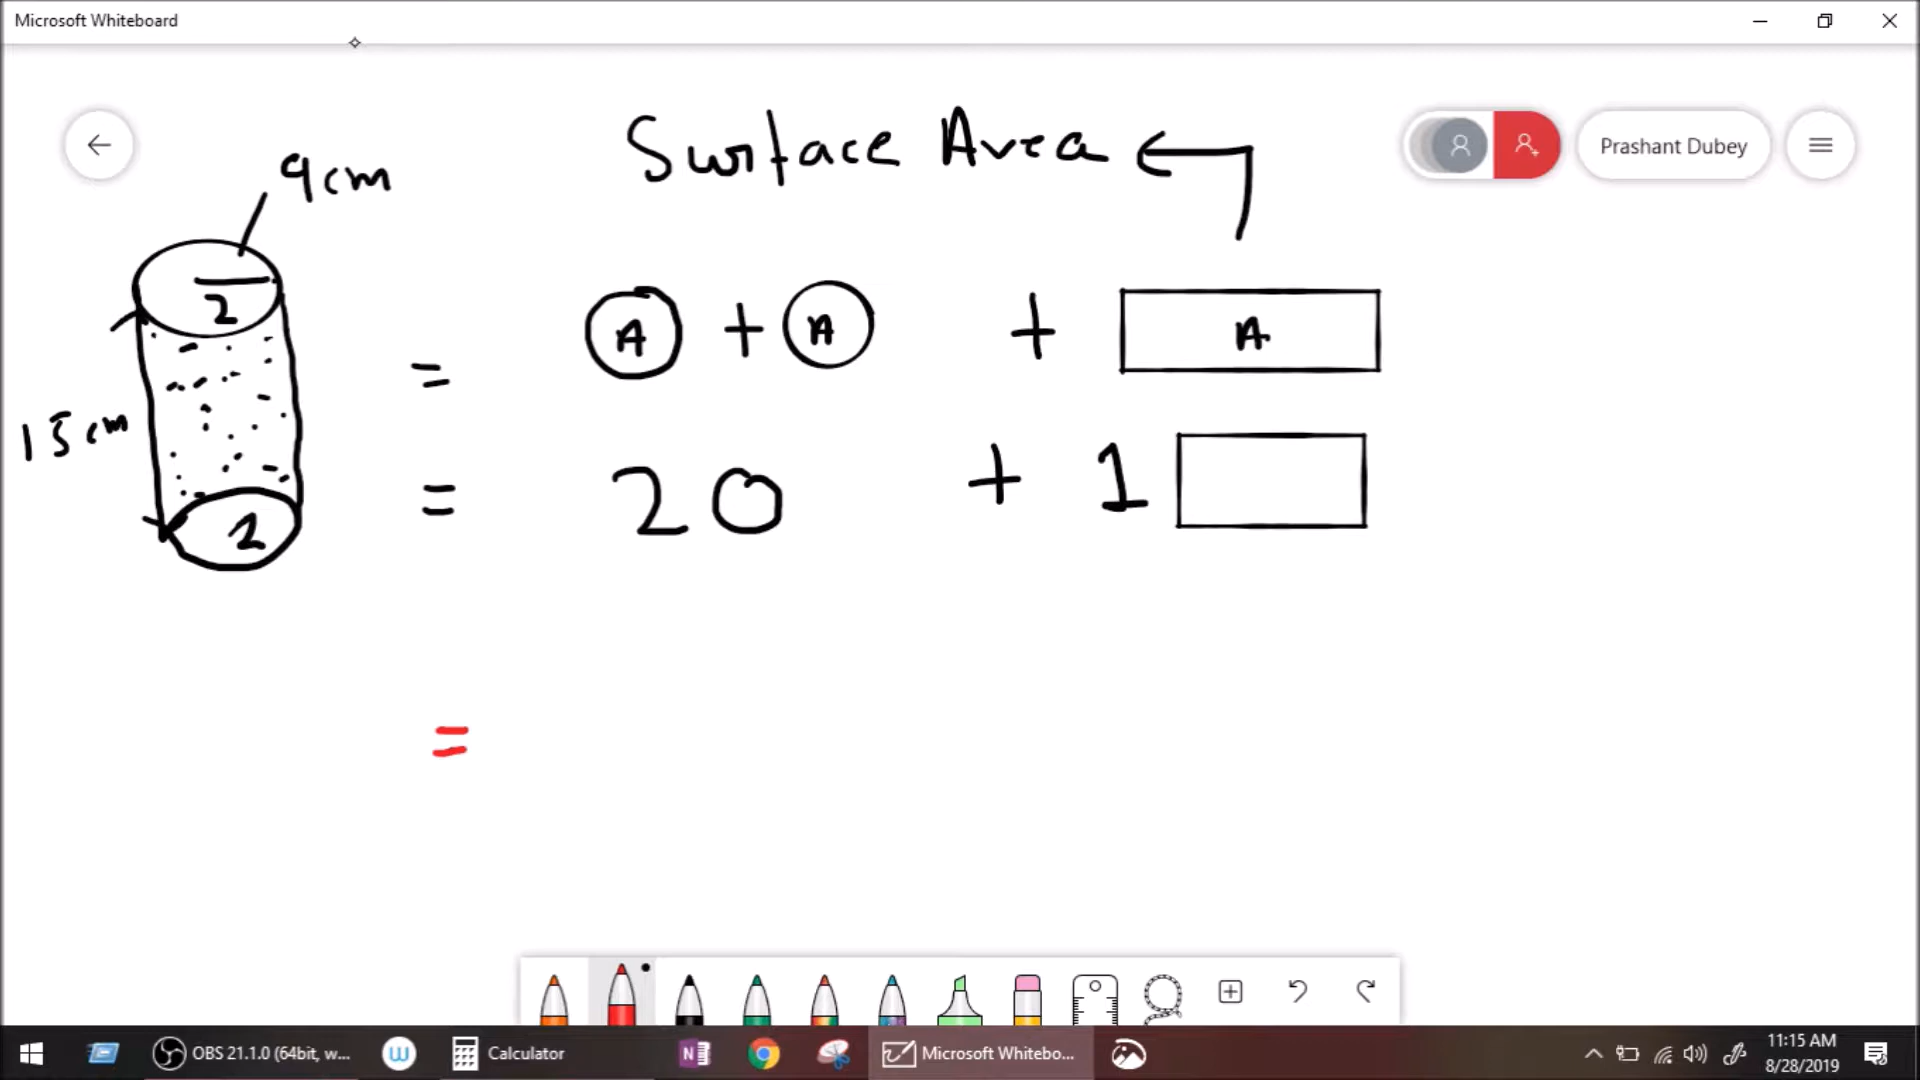 Microsoft Whiteboard
Surface Area
Prashant Dubey
9cm
2
A + A + A
=
15cm
= 2 O + 1
2
=
OBS 21.1.0 (64bit, w...
Calculator
Microsoft Whitebo...
11:15 AM
8/28/2019